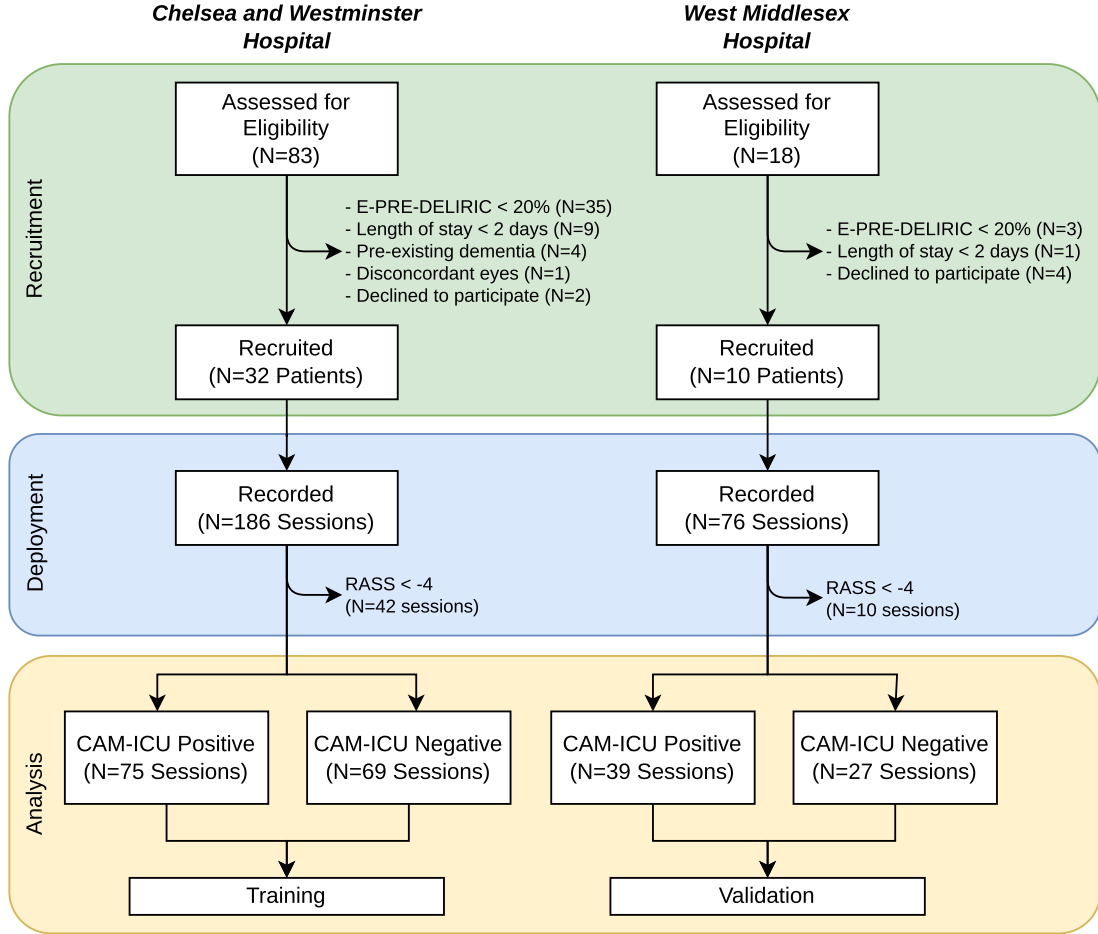 Chelsea and Westminster
Hospital
West Middlesex
Hospital
Recruitment
Assessed for
Eligibility
(N=83)
- E-PRE-DELIRIC < 20% (N=35)
- Length of stay < 2 days (N=9)
- Pre-existing dementia (N=4)
- Disconcordant eyes (N=1)
- Declined to participate (N=2)
Recruited
(N=32 Patients)
Assessed for
Eligibility
(N=18)
- E-PRE-DELIRIC < 20% (N=3)
- Length of stay < 2 days (N=1)
- Declined to participate (N=4)
Recruited
(N=10 Patients)
Deployment
Recorded
(N=186 Sessions)
RASS < -4
(N=42 sessions)
Recorded
(N=76 Sessions)
RASS < -4
(N=10 sessions)
Analysis
CAM-ICU Positive
(N=75 Sessions)
CAM-ICU Negative
(N=69 Sessions)
Training
CAM-ICU Positive
(N=39 Sessions)
CAM-ICU Negative
(N=27 Sessions)
Validation